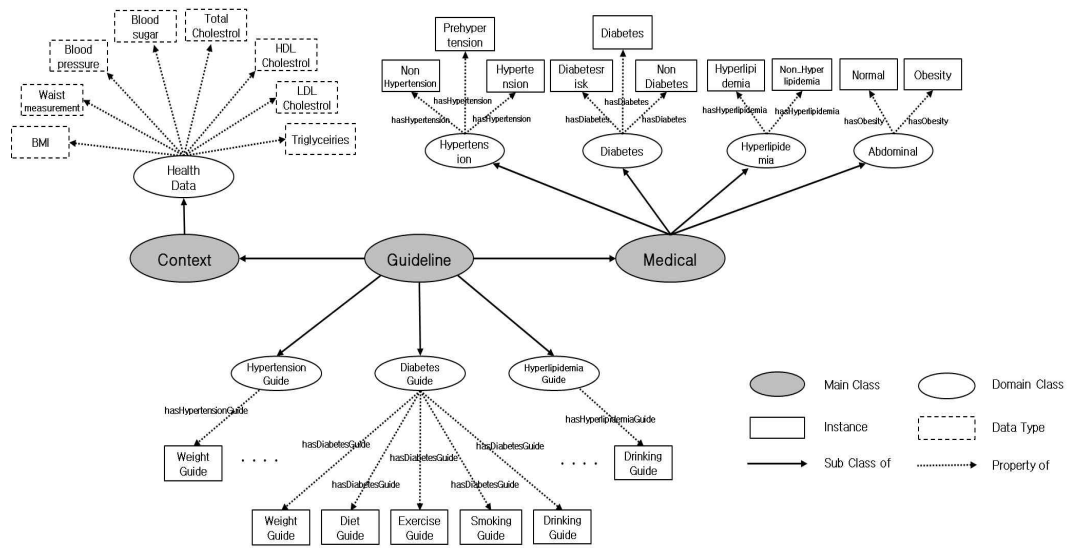 Blood
sugar
Total
Cholestrol
Blood
pressure
HDL
Cholestrol
Waist
measurement
LDL
Cholestrol
BMI
Triglyceiries
Health
Data
Prehyper
tension
Diabetes
Non
Hypertension
Hyperte
nsion
Diabetesr
isk
Non
Diabetes
Hyperlipi
demia
Non_Hyper
lipidemia
Normal
Obesity
hasHypertension
hasHypertension
hasHypertension
hasDiabetes
hasDiabetes
hasDiabetes
hasHyperlipidemia
hasHyperlipidemia
hasObesity
hasObesity
Hypertens
ion
Diabetes
Hyperlipide
mia
Abdominal
Context
Guideline
Medical
Hypertension
Guide
Diabetes
Guide
Hyperlipidemia
Guide
hasHypertensionGuide
hasHyperlipidemiaGuide
hasDiabetesGuide
hasDiabetesGuide
hasDiabetesGuide
hasDiabetesGuide
hasDiabetesGuide
Weight
Guide
. . . .
. . . .
Drinking
Guide
Weight
Guide
Diet
Guide
Exercise
Guide
Smoking
Guide
Drinking
Guide
Main Class
Domain Class
Instance
Data Type
Sub Class of
Property of